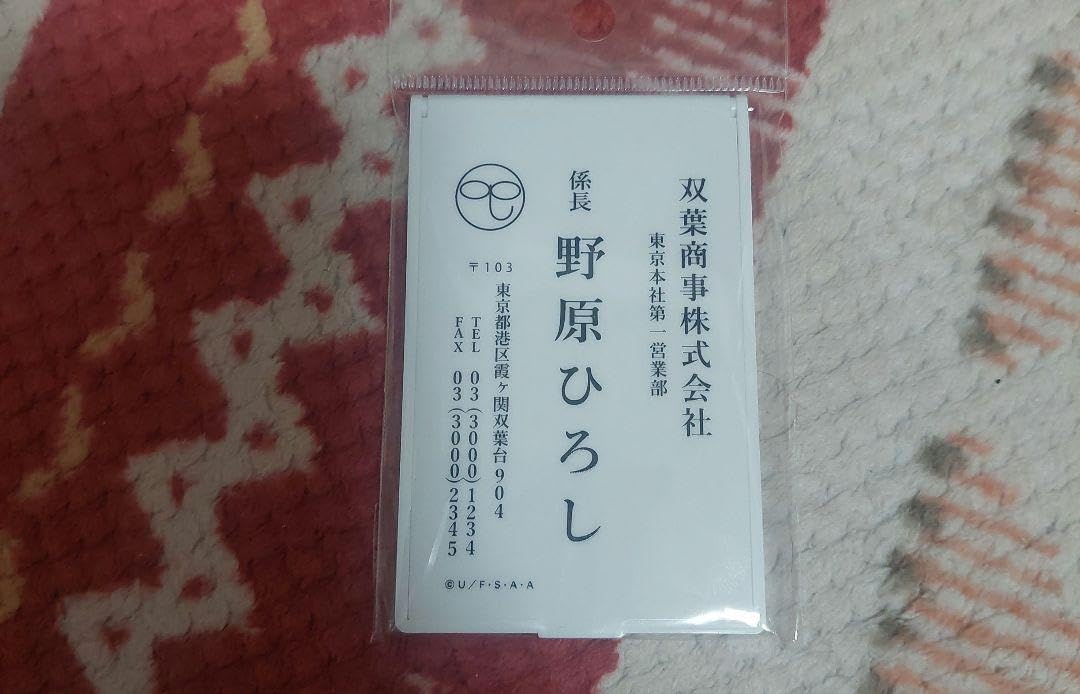 双葉商事株式会社
東京本社第一営業部
係長 野原ひろし
〒103
東京都港区霞ヶ関双葉台904
TEL 03(3000)1234
FAX 03(3000)2345
©U/F・S・A・A